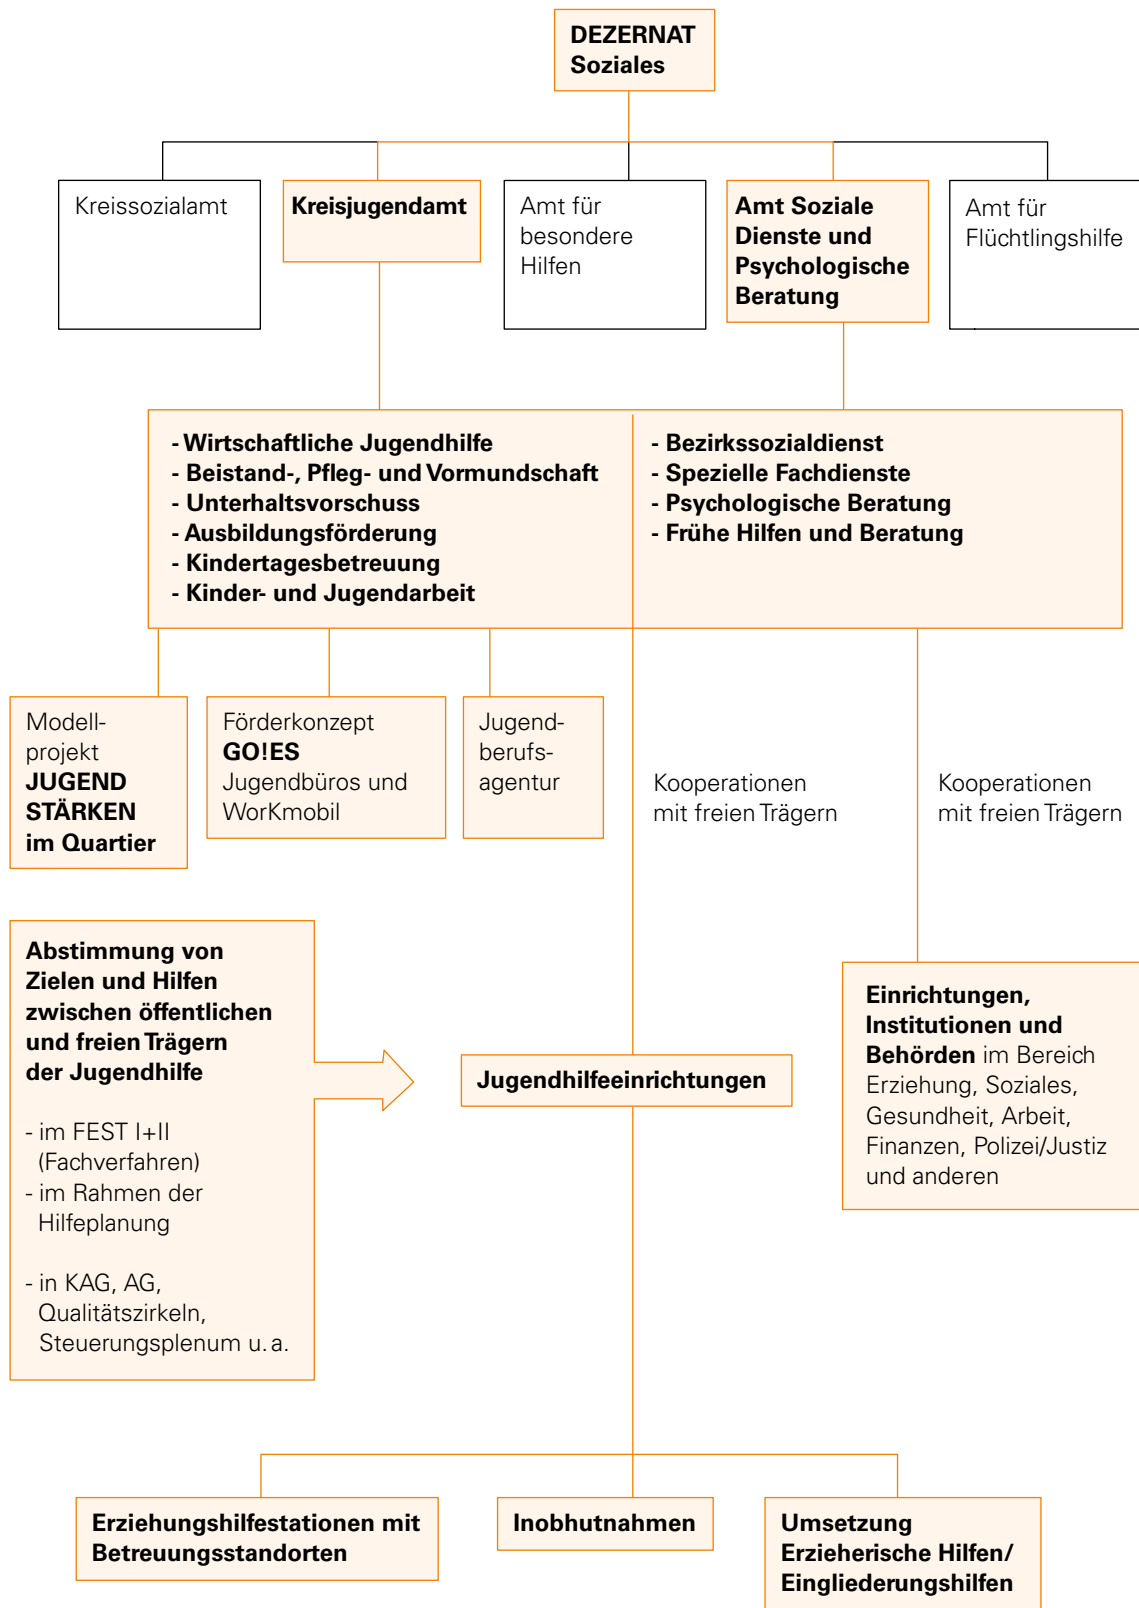 DEZERNAT
Soziales
Kreissozialamt
Kreisjugendamt
Amt für
besondere
Hilfen
Amt Soziale
Dienste und
Psychologische
Beratung
Amt für
Flüchtlingshilfe
- Wirtschaftliche Jugendhilfe
- Beistand-, Pfleg- und Vormundschaft
- Unterhaltsvorschuss
- Ausbildungsförderung
- Kindertagesbetreuung
- Kinder- und Jugendarbeit
- Bezirkssozialdienst
- Spezielle Fachdienste
- Psychologische Beratung
- Frühe Hilfen und Beratung
Modell-
projekt
JUGEND
STÄRKEN
im Quartier
Förderkonzept
GO!ES
Jugendbüros und
WorKmobil
Jugend-
berufs-
agentur
Kooperationen
mit freien Trägern
Kooperationen
mit freien Trägern
Abstimmung von
Zielen und Hilfen
zwischen öffentlichen
und freien Trägern
der Jugendhilfe
- im FEST I+II
(Fachverfahren)
- im Rahmen der
Hilfeplanung
- in KAG, AG,
Qualitätszirkeln,
Steuerungsplenum u. a.
Jugendhilfeeinrichtungen
Einrichtungen,
Institutionen und
Behörden im Bereich
Erziehung, Soziales,
Gesundheit, Arbeit,
Finanzen, Polizei/Justiz
und anderen
Erziehungshilfestationen mit
Betreuungsstandorten
Inobhutnahmen
Umsetzung
Erzieherische Hilfen/
Eingliederungshilfen